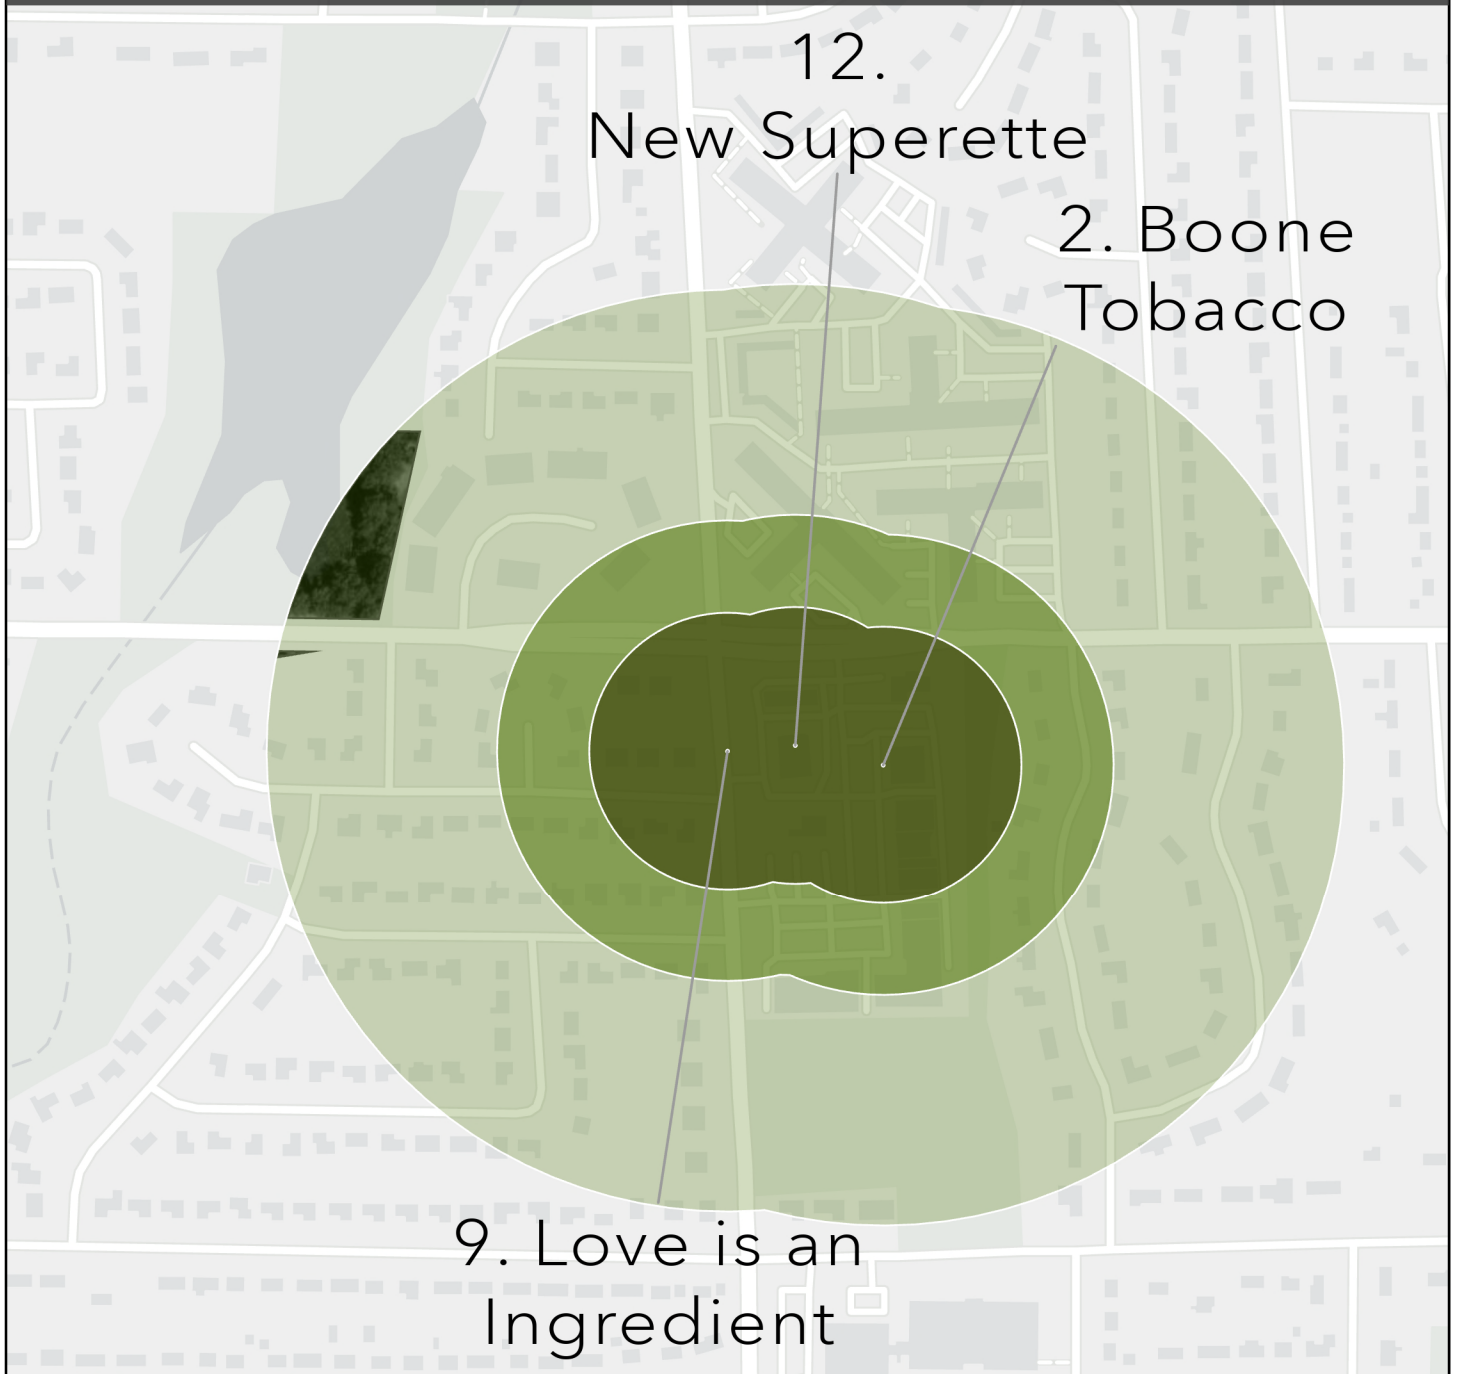 12.
New Superette
2. Boone
Tobacco
9. Love is an
Ingredient